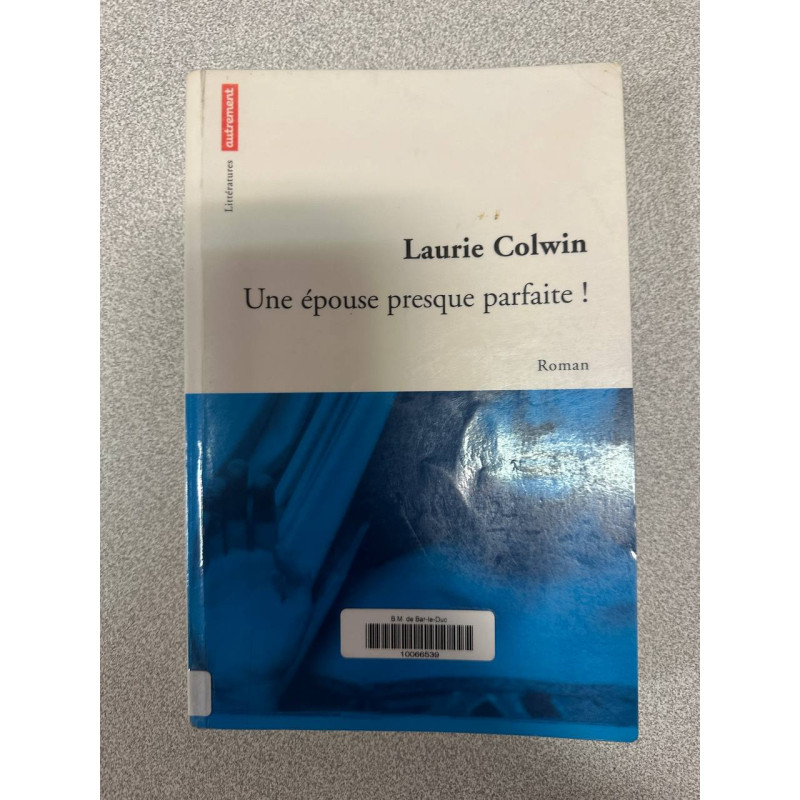 Littératures autrement
Laurie Colwin
Une épouse presque parfaite !
Roman
B.M. de Bar-le-Duc
10066539